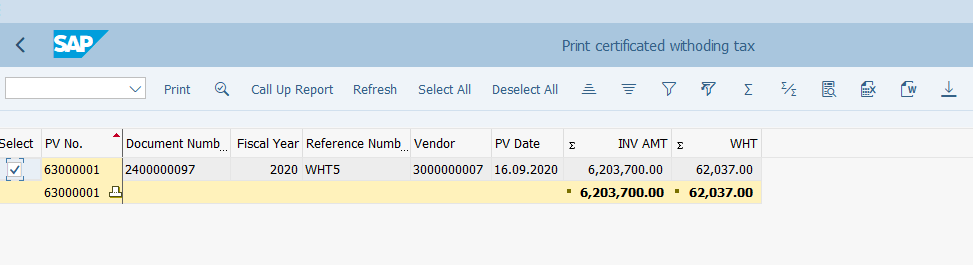 SAP
Print certificated withoding tax
Print Call Up Report Refresh Select All Deselect All
Select PV No. Document Numb... Fiscal Year Reference Numb... Vendor PV Date Σ INV AMT Σ WHT
63000001 2400000097 2020 WHT5 3000000007 16.09.2020 6,203,700.00 62,037.00
63000001 6,203,700.00 62,037.00